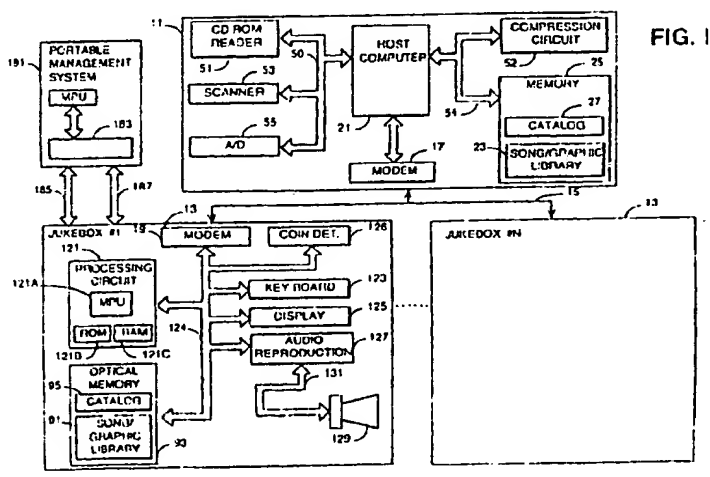 FIG. I
11
CD ROM
READER
51
50
HOST
COMPUTER
21
COMPRESSION
CIRCUIT
52
SCANNER
53
A/D
55
MEMORY
25
54
CATALOG
27
23
SONG/GRAPHIC
LIBRARY
MODEM
17
191
PORTABLE
MANAGEMENT
SYSTEM
MPU
183
185
187
15
JUKEBOX #1
13
19
MODEM
COIN DET.
126
121
PROCESSING
CIRCUIT
121A
MPU
ROM
RAM
121B
121C
124
KEY BOARD
123
DISPLAY
125
AUDIO
REPRODUCTION
127
131
129
OPTICAL
MEMORY
95
CATALOG
91
SONG/
GRAPHIC
LIBRARY
93
JUKEBOX #N
13